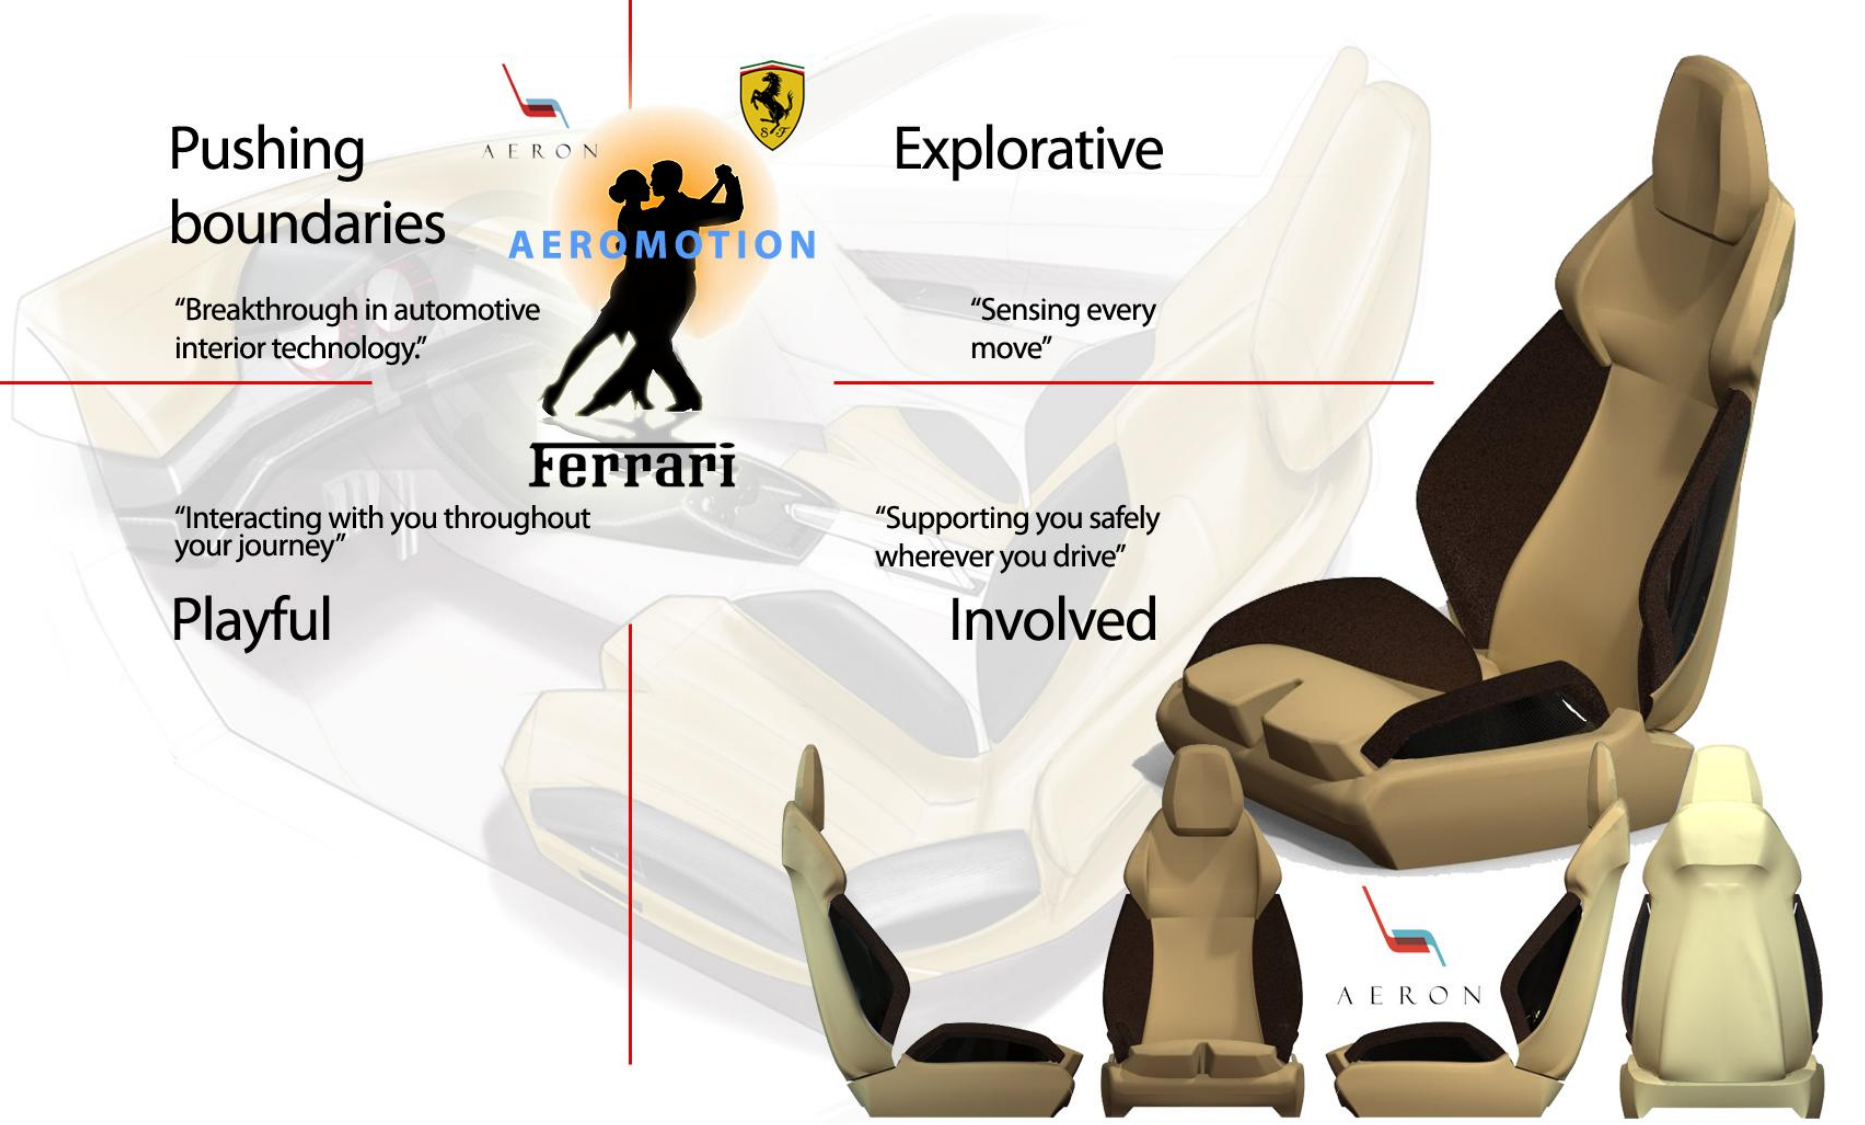 AERON
S F
Pushing
boundaries
Explorative
AEROMOTION
“Breakthrough in automotive
interior technology.”
“Sensing every
move”
Ferrari
“Interacting with you throughout
your journey”
“Supporting you safely
wherever you drive”
Playful
Involved
AERON